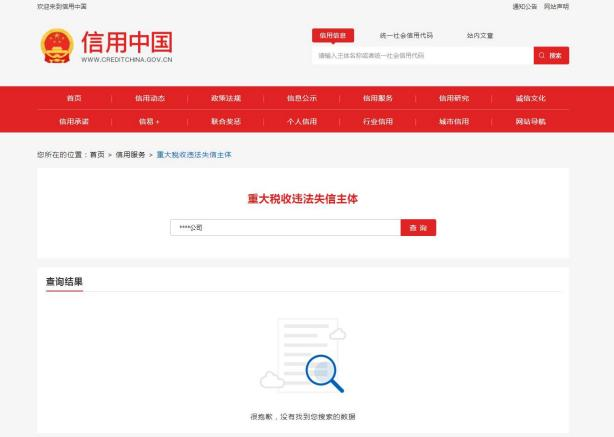 欢迎来到信用中国 通知公告 网站声明
信用中国
WWW.CREDITCHINA.GOV.CN
信用信息 统一社会信用代码 站内文章
请输入主体名称或者统一社会信用代码 搜索
首页 信用动态 政策法规 信息公示 信用服务 信用研究 诚信文化
信用承诺 信易+ 联合奖惩 个人信用 行业信用 城市信用 网站导航
您所在的位置:首页 > 信用服务 > 重大税收违法失信主体
重大税收违法失信主体
****公司 查询
查询结果
很抱歉,没有找到您搜索的数据